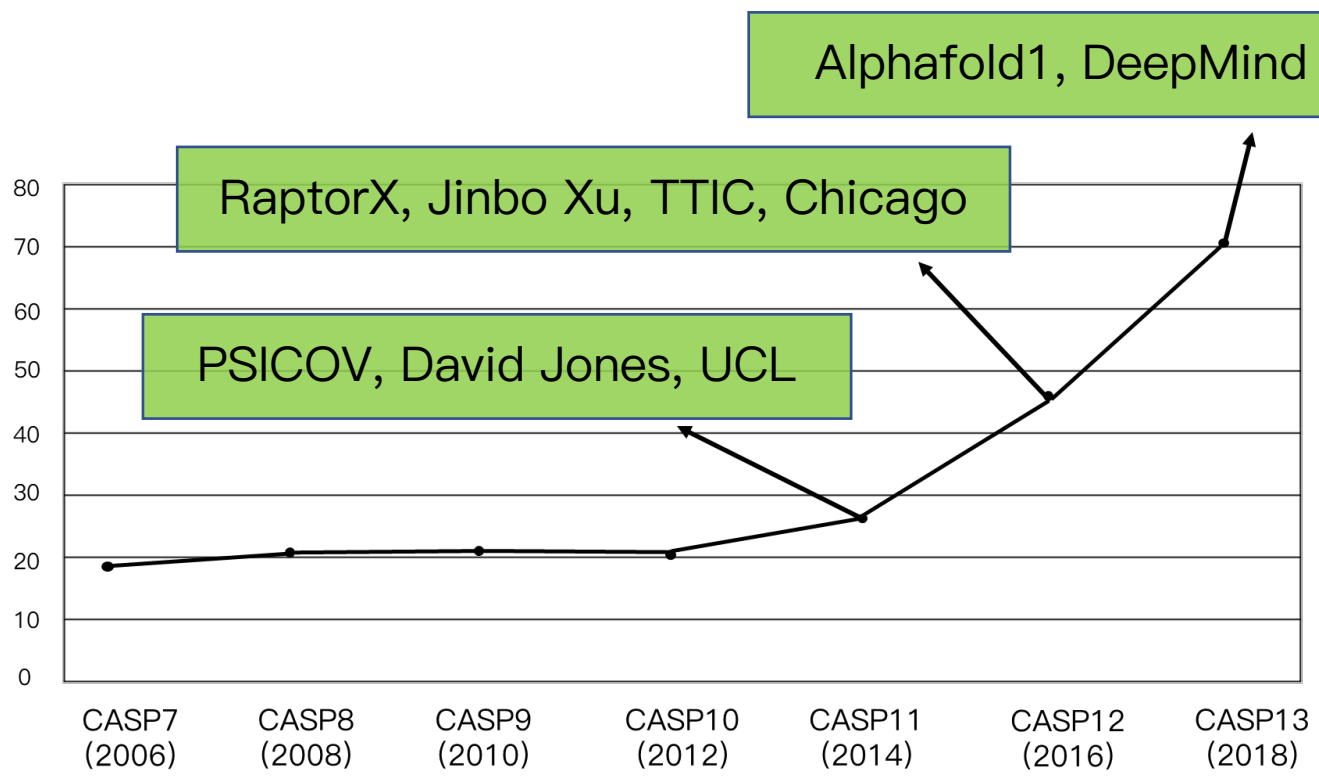 Alphafold1, DeepMind
RaptorX, Jinbo Xu, TTIC, Chicago
PSICOV, David Jones, UCL
80
70
60
50
40
30
20
10
0
CASP7
(2006)
CASP8
(2008)
CASP9
(2010)
CASP10
(2012)
CASP11
(2014)
CASP12
(2016)
CASP13
(2018)